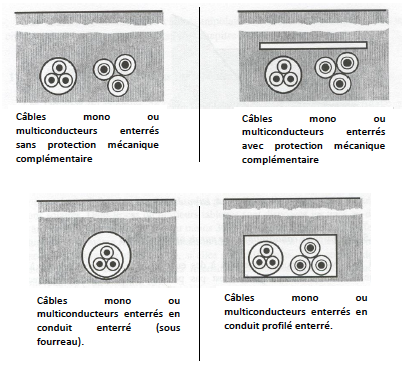 Câbles mono ou
multiconducteurs enterrés
sans protection mécanique
complémentaire
Câbles mono ou
multiconducteurs enterrés
avec protection mécanique
complémentaire
Câbles mono ou
multiconducteurs enterrés en
conduit enterré (sous
fourreau).
Câbles mono ou
multiconducteurs enterrés en
conduit profilé enterré.